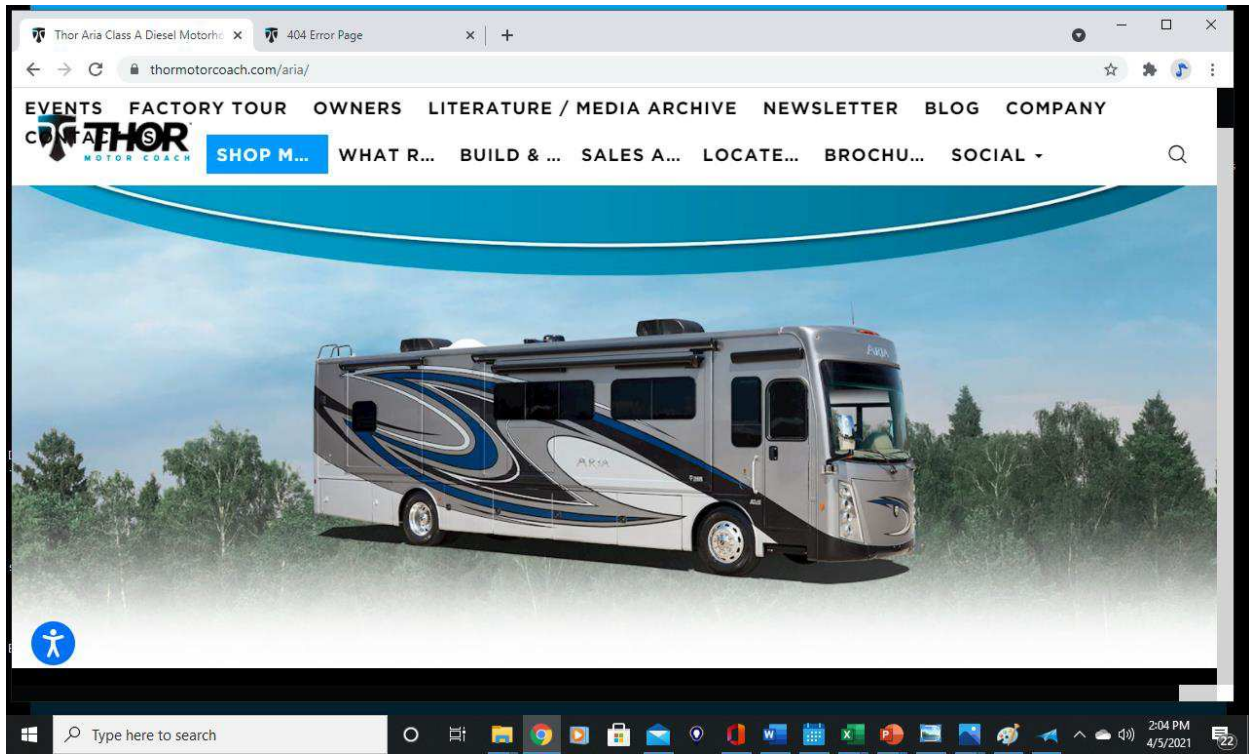 Thor Aria Class A Diesel Motorho
404 Error Page
thormotorcoach.com/aria/
EVENTS FACTORY TOUR OWNERS LITERATURE / MEDIA ARCHIVE NEWSLETTER BLOG COMPANY
THOR
MOTOR COACH
SHOP M... WHAT R... BUILD & ... SALES A... LOCATE... BROCHU... SOCIAL
ARIA
ARIA
Type here to search
2:04 PM
4/5/2021
22